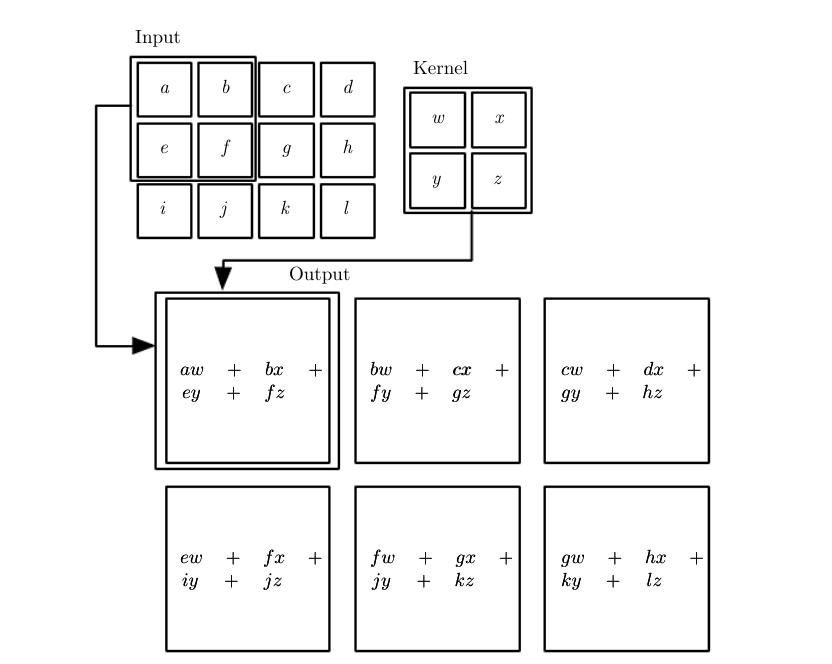 Input
Kernel
a b c d
w x
e f g h
y z
i j k l
Output
aw + bx +
ey + fz
bw + cx +
fy + gz
cw + dx +
gy + hz
ew + fx +
iy + jz
fw + gx +
jy + kz
gw + hx +
ky + lz